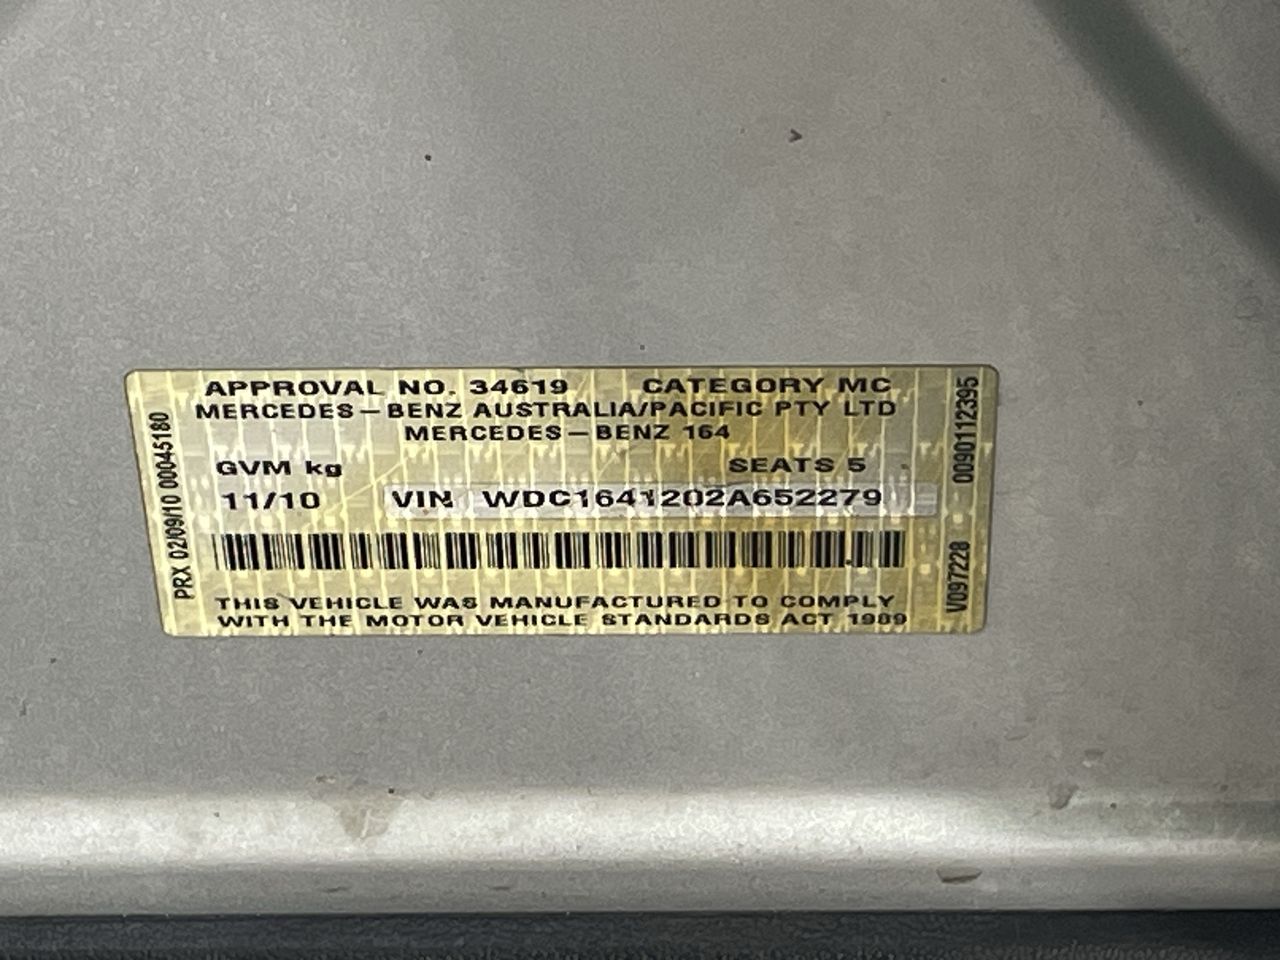 APPROVAL NO. 34619 CATEGORY MC
MERCEDES-BENZ AUSTRALIA/PACIFIC PTY LTD
MERCEDES-BENZ 164
GVM kg SEATS 5
11/10 VIN WDC1641202A652279
THIS VEHICLE WAS MANUFACTURED TO COMPLY
WITH THE MOTOR VEHICLE STANDARDS ACT 1989
PRX 02/09/10 00045180
V097228 0090112395